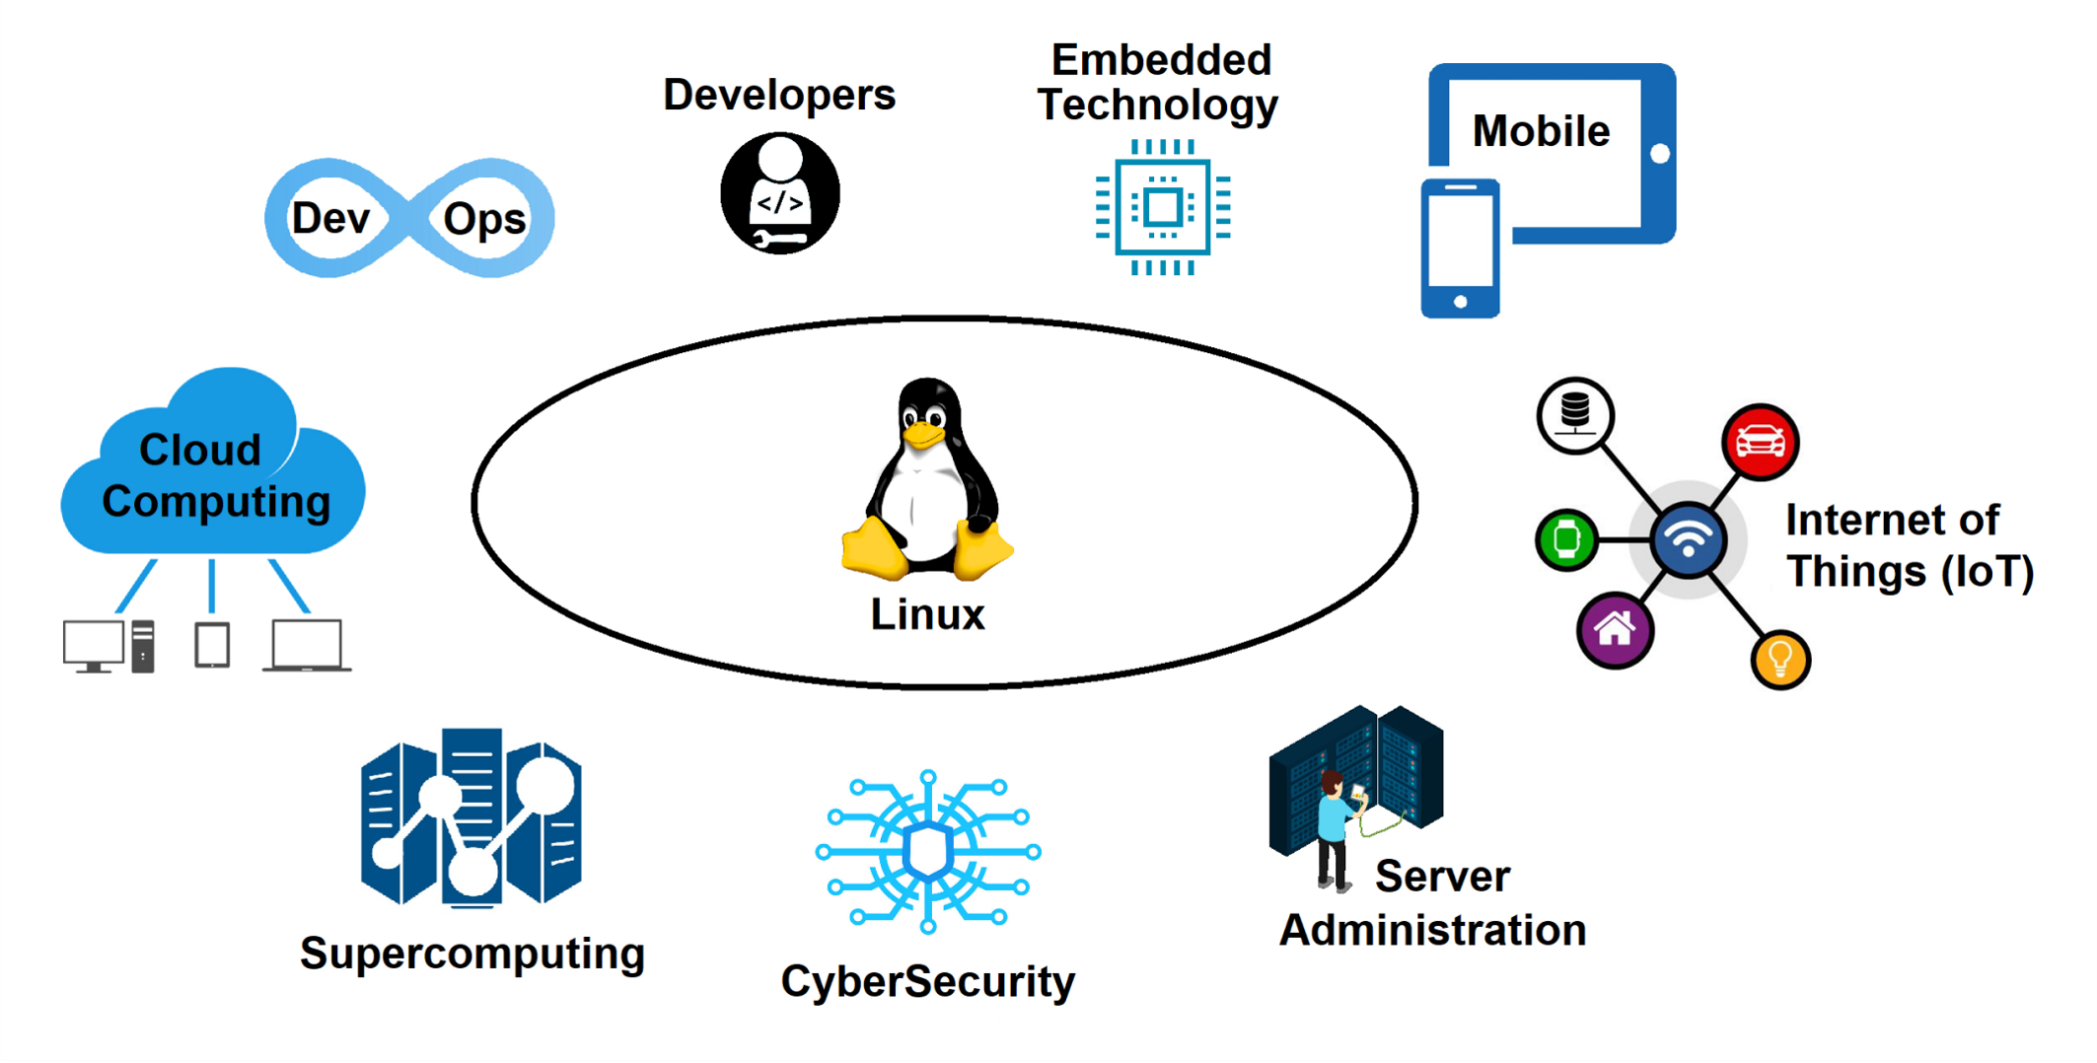 Embedded
Technology
Developers
Mobile
Dev Ops
</>
Cloud
Computing
Linux
Internet of
Things (IoT)
Server
Administration
Supercomputing
CyberSecurity